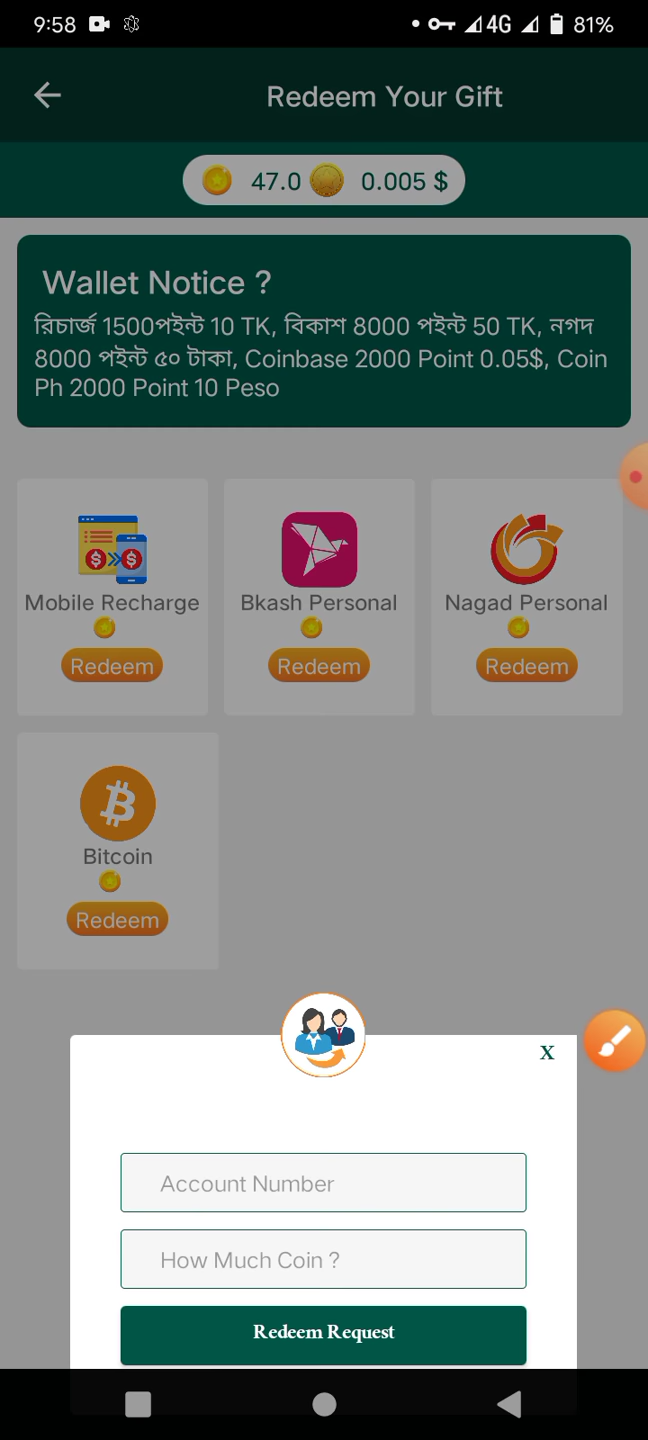 9:58 4G 81%
Redeem Your Gift
47.0 0.005 $
Wallet Notice ?
রিচার্জ 1500পইন্ট 10 TK, বিকাশ 8000 পইন্ট 50 TK, নগদ
8000 পইন্ট ৫০ টাকা, Coinbase 2000 Point 0.05$, Coin
Ph 2000 Point 10 Peso
Mobile Recharge Bkash Personal Nagad Personal
Redeem Redeem Redeem
Bitcoin
Redeem
X
Account Number
How Much Coin ?
Redeem Request